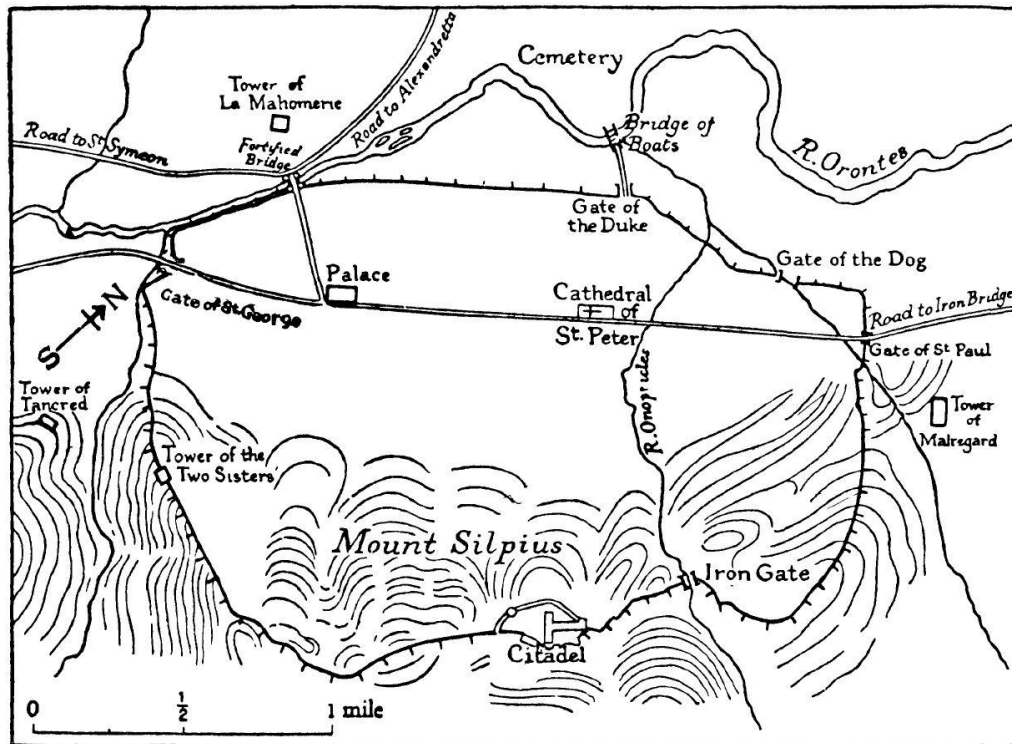 Cemetery
Tower of
La Mahomerie
Road to Alexandretta
Road to St Symeon
Fortified
Bridge
Bridge of
Boats
R. Orontes
Gate of
the Duke
Gate of the Dog
Palace
Gate of St. George
Cathedral
of
St. Peter
Road to Iron Bridge
Gate of St Paul
N
S
Tower of
Tancred
Tower
of
Malregard
R. Onopricles
Tower of the
Two Sisters
Mount Silpius
Iron Gate
Citadel
0 1/2 1 mile